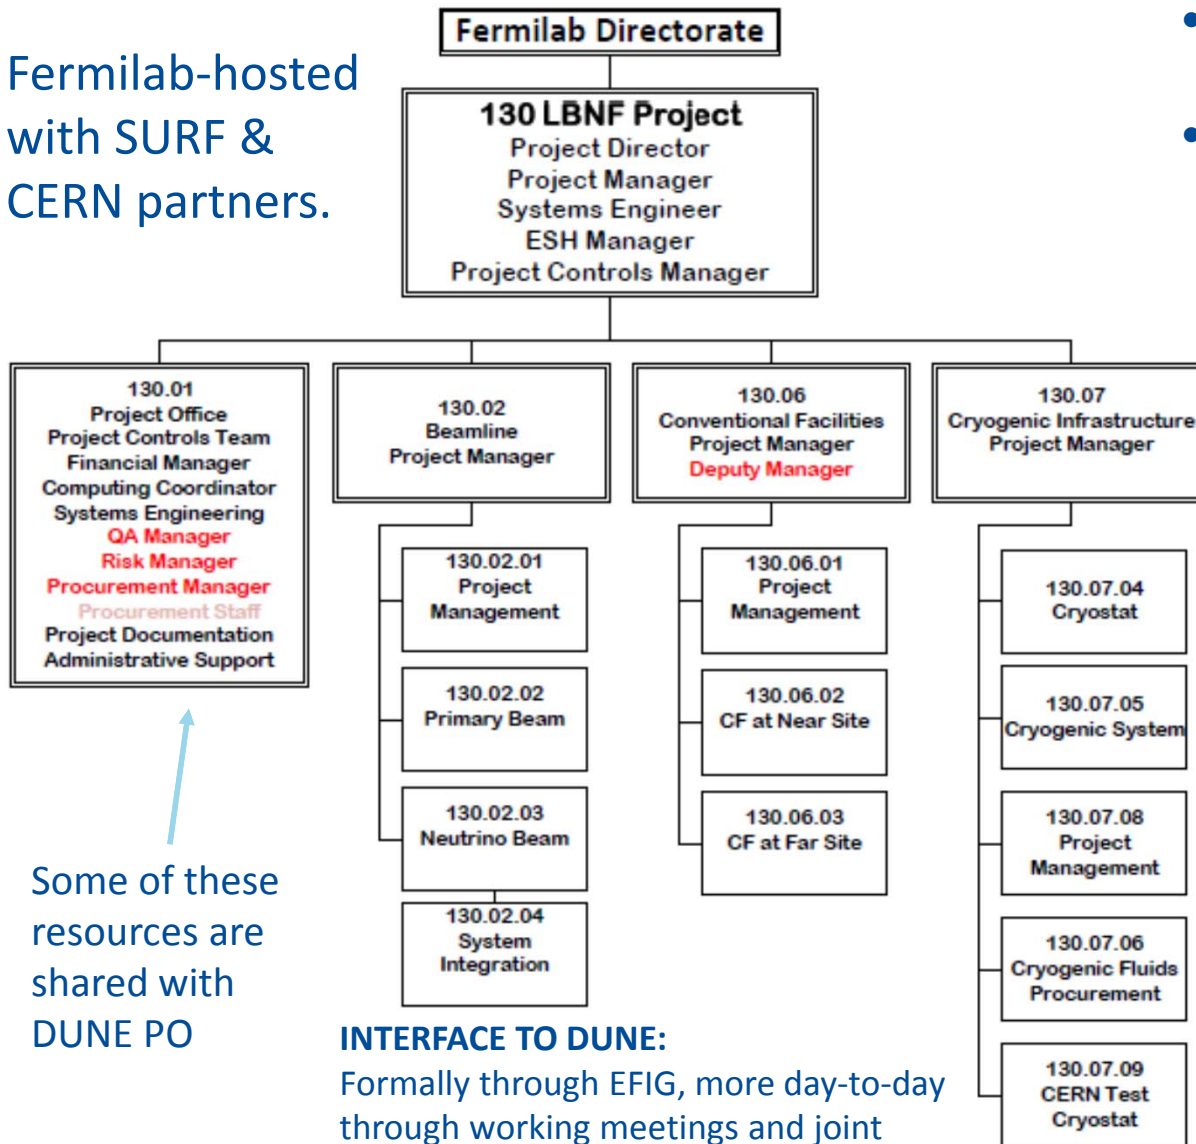 Fermilab Directorate
Fermilab-hosted
with SURF &
CERN partners.
130 LBNF Project
Project Director
Project Manager
Systems Engineer
ESH Manager
Project Controls Manager
130.01
Project Office
Project Controls Team
Financial Manager
Computing Coordinator
Systems Engineering
QA Manager
Risk Manager
Procurement Manager
Procurement Staff
Project Documentation
Administrative Support
130.02
Beamline
Project Manager
130.06
Conventional Facilities
Project Manager
Deputy Manager
130.07
Cryogenic Infrastructure
Project Manager
130.02.01
Project
Management
130.02.02
Primary Beam
130.02.03
Neutrino Beam
130.02.04
System
Integration
130.06.01
Project
Management
130.06.02
CF at Near Site
130.06.03
CF at Far Site
130.07.04
Cryostat
130.07.05
Cryogenic System
130.07.08
Project
Management
130.07.06
Cryogenic Fluids
Procurement
130.07.09
CERN Test
Cryostat
Some of these
resources are
shared with
DUNE PO
INTERFACE TO DUNE:
Formally through EFIG, more day-to-day
through working meetings and joint